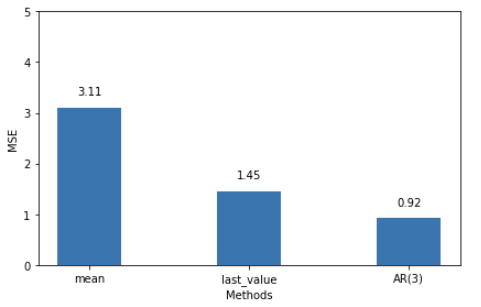 5
4
3
2
1
0
MSE
3.11
1.45
0.92
mean
last_value
AR(3)
Methods